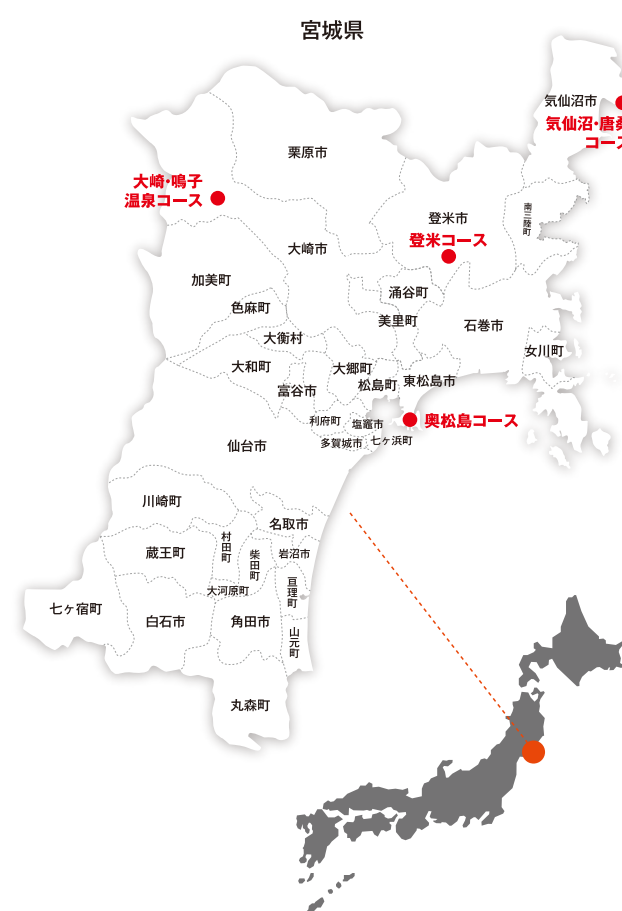 宮城県
気仙沼市
気仙沼・唐桑
コー
栗原市
大崎・鳴子
温泉コース
南三陸町
登米市
登米コース
大崎市
加美町
涌谷町
色麻町
美里町
石巻市
大衡村
女川町
大和町
大郷町
富谷市
松島町
東松島市
利府町
塩竈市
奥松島コース
多賀城市
七ヶ浜町
仙台市
川崎町
名取市
村田町
柴田町
岩沼市
蔵王町
大河原町
亘理町
七ヶ宿町
白石市
角田市
山元町
丸森町